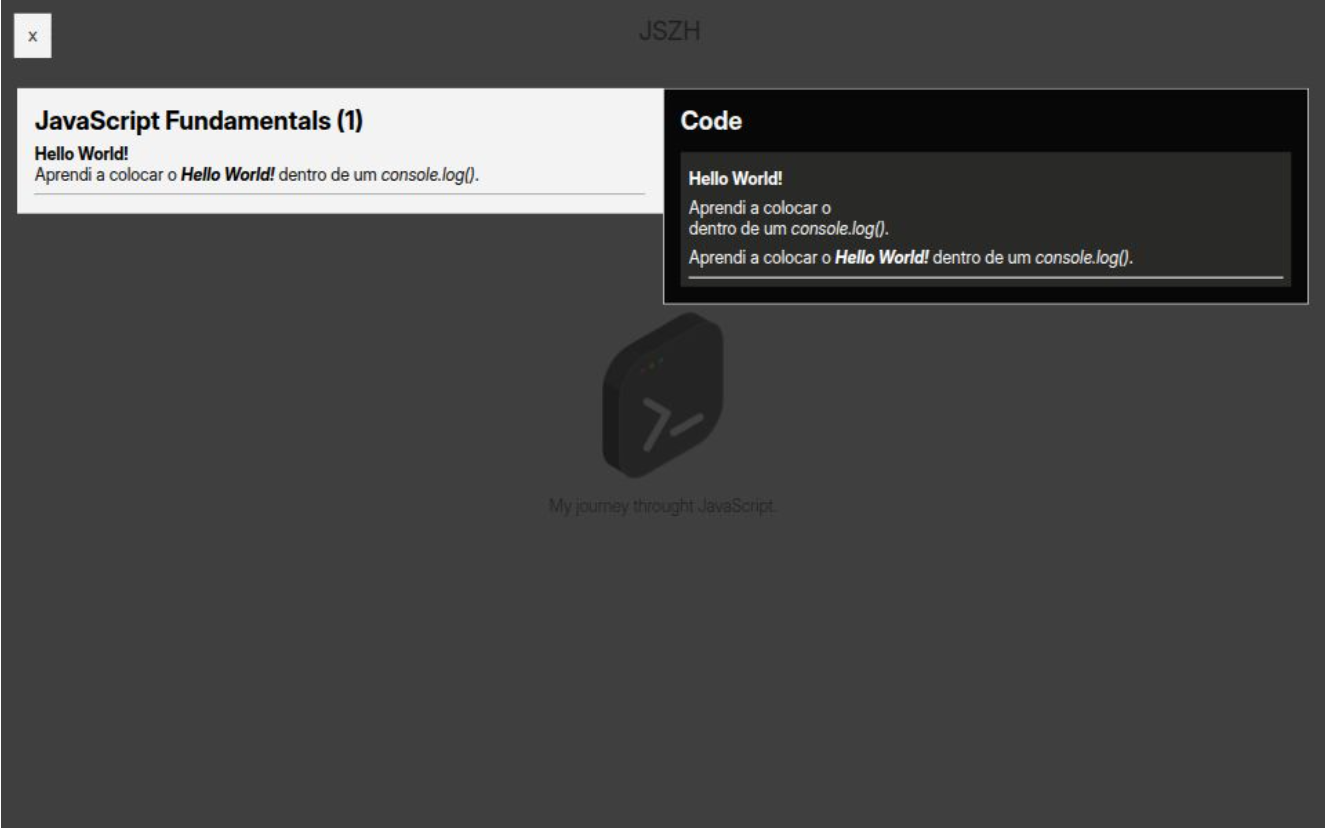 x
JSZH
JavaScript Fundamentals (1)
Hello World!
Aprendi a colocar o Hello World! dentro de um console.log().
Code
Hello World!
Aprendi a colocar o
dentro de um console.log().
Aprendi a colocar o Hello World! dentro de um console.log().
My journey throught JavaScript.